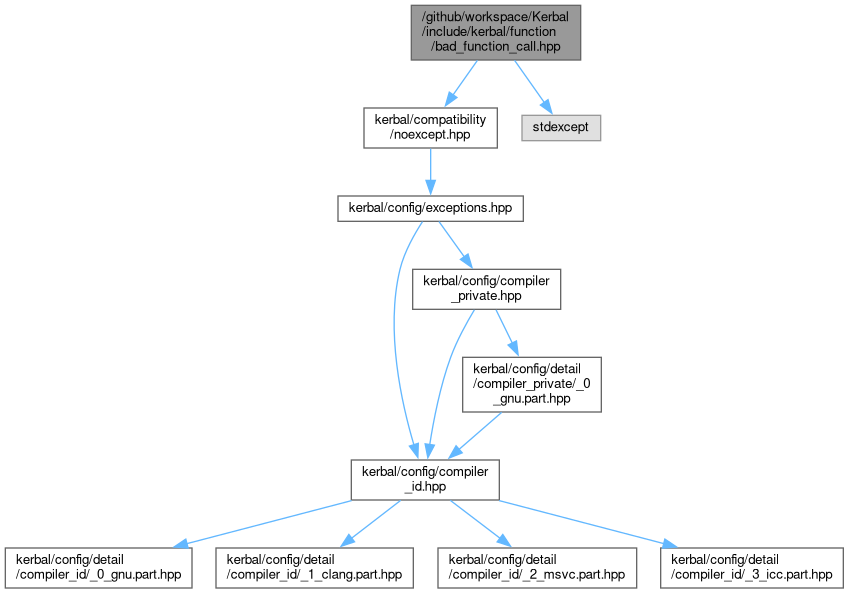 /github/workspace/Kerbal
/include/kerbal/function
/bad_function_call.hpp
kerbal/compatibility
/noexcept.hpp
stdexcept
kerbal/config/exceptions.hpp
kerbal/config/compiler
_private.hpp
kerbal/config/detail
/compiler_private/_0
_gnu.part.hpp
kerbal/config/compiler
_id.hpp
kerbal/config/detail
/compiler_id/_0_gnu.part.hpp
kerbal/config/detail
/compiler_id/_1_clang.part.hpp
kerbal/config/detail
/compiler_id/_2_msvc.part.hpp
kerbal/config/detail
/compiler_id/_3_icc.part.hpp